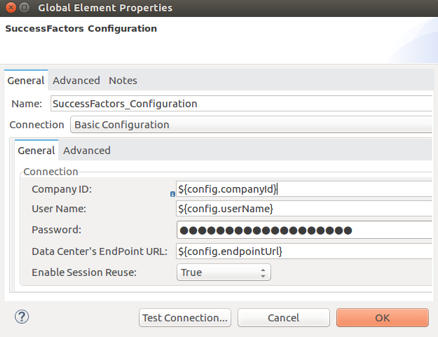 Global Element Properties
SuccessFactors Configuration
General Advanced Notes
Name: SuccessFactors_Configuration
Connection Basic Configuration
General Advanced
Connection
Company ID: ${config.companyId}
User Name: ${config.userName}
Password: ●●●●●●●●●●●●●●●●●●●
Data Center's EndPoint URL: ${config.endpointUrl}
Enable Session Reuse: True
? Test Connection... Cancel OK